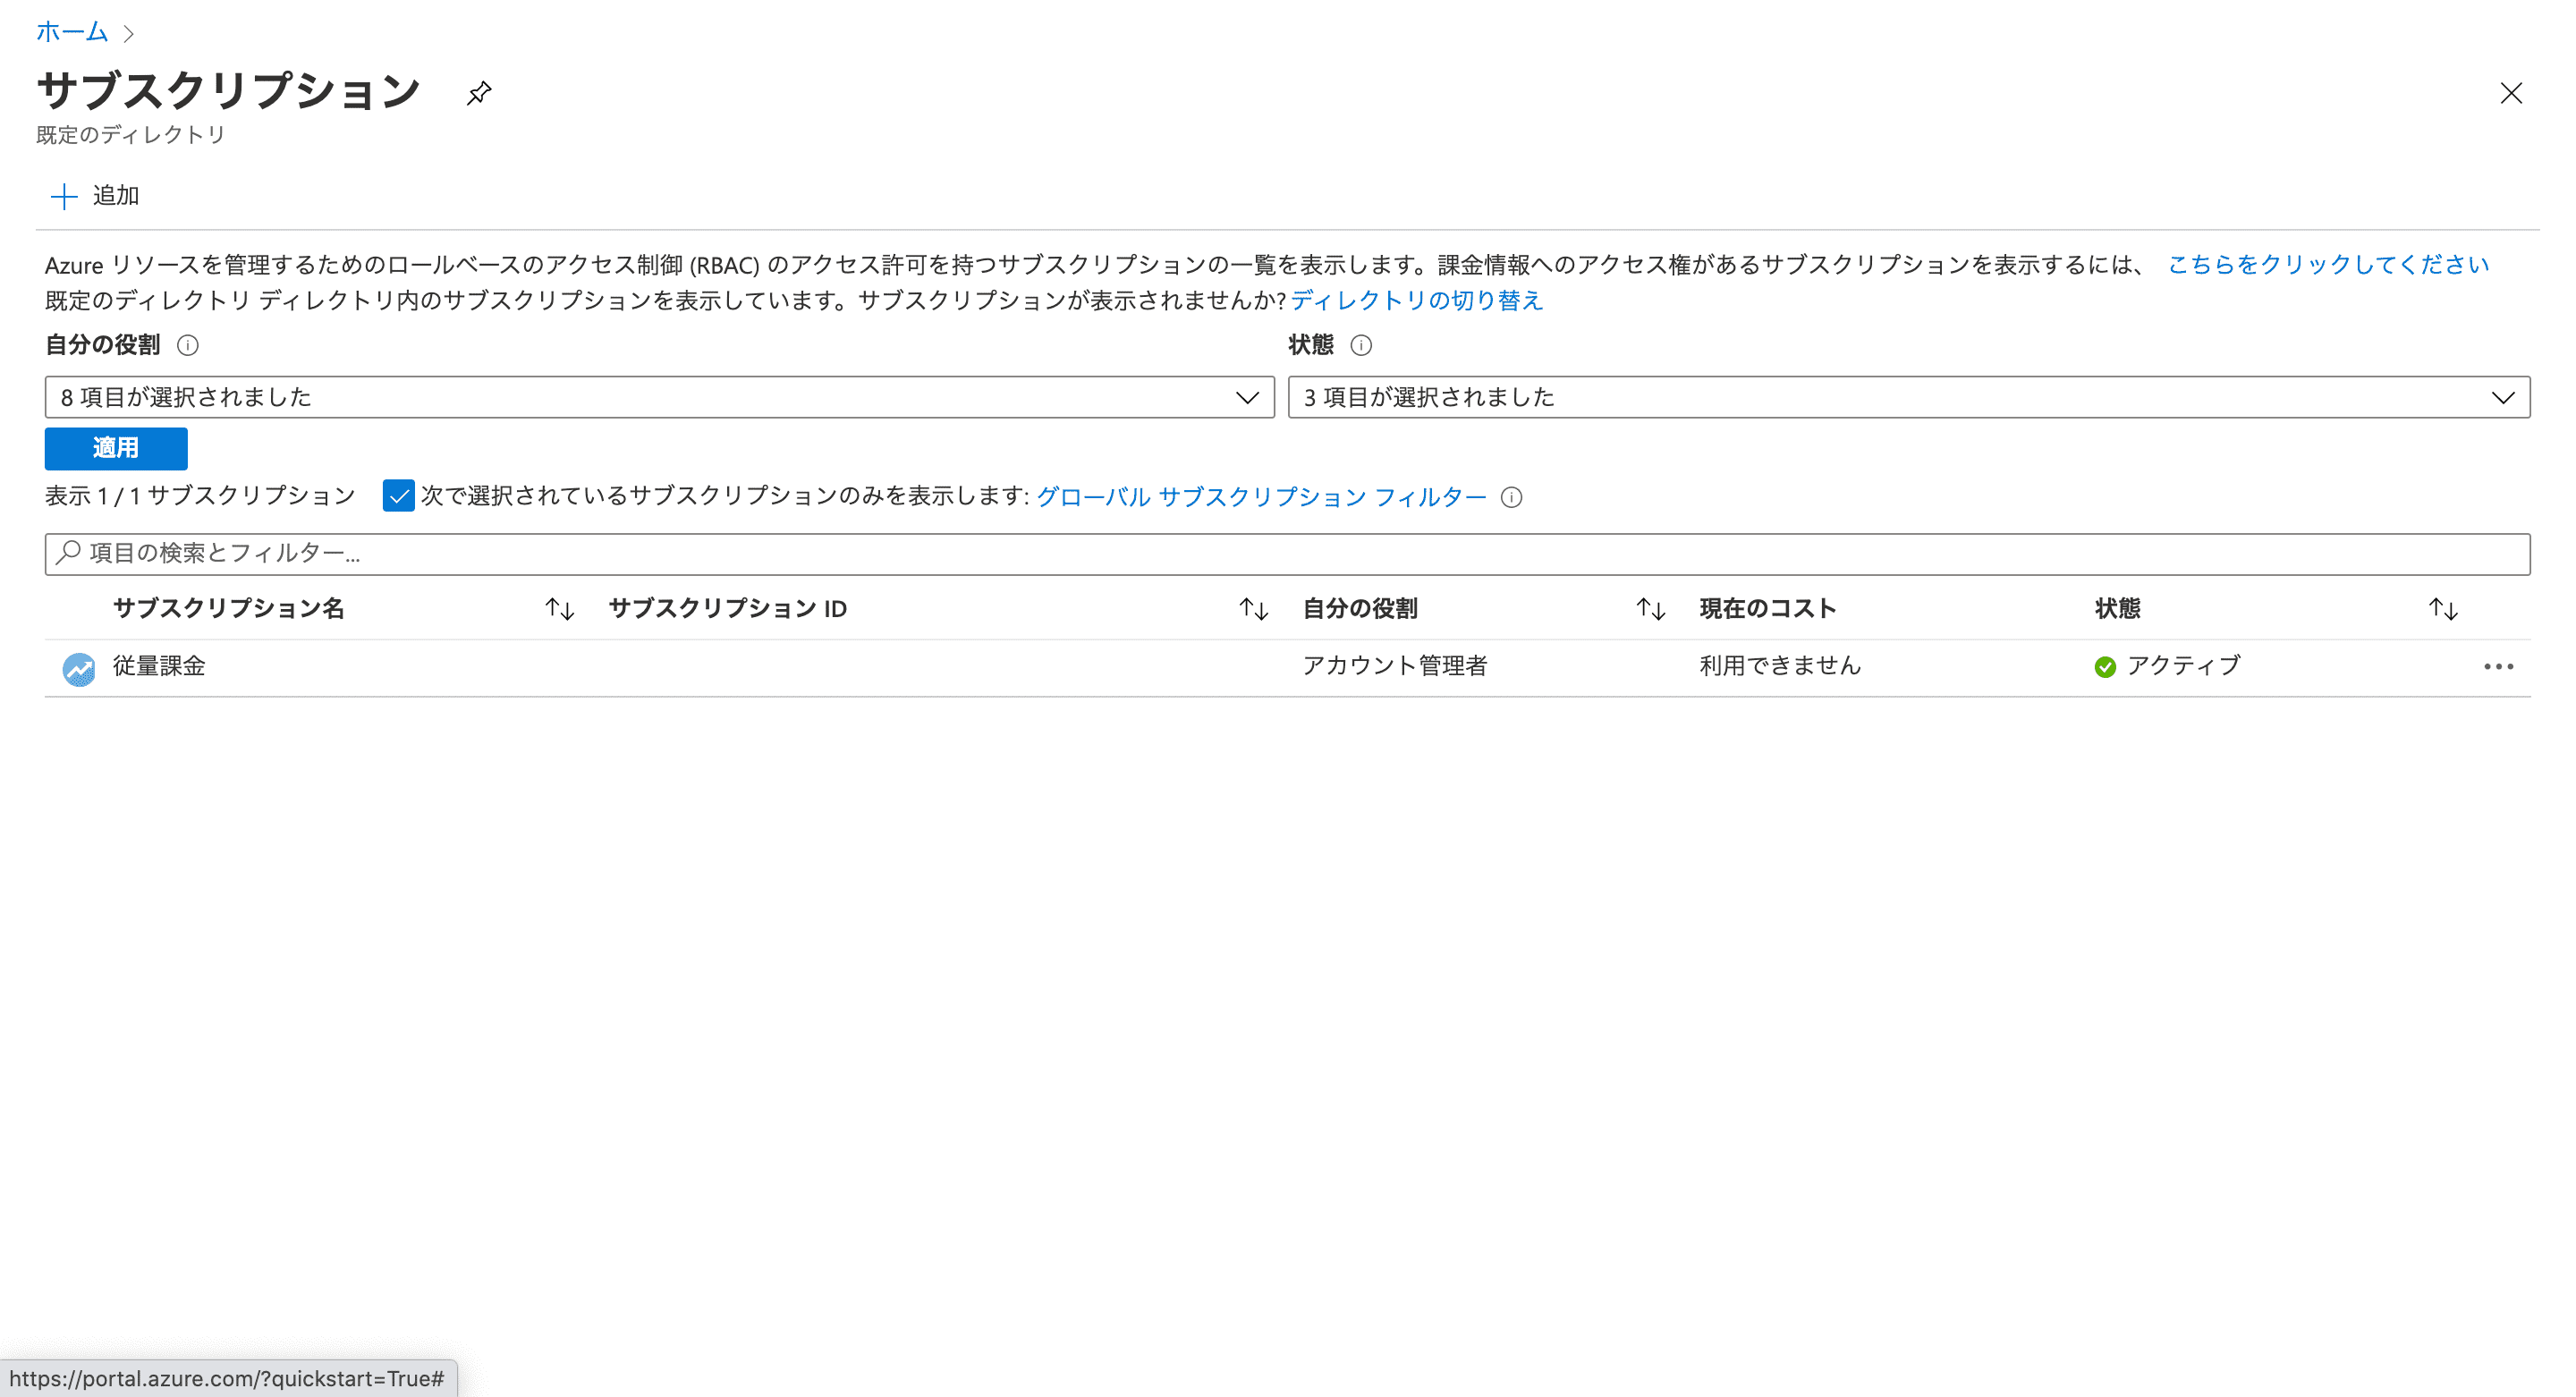 ホーム
サブスクリプション
既定のディレクトリ
追加
Azure リソースを管理するためのロールベースのアクセス制御 (RBAC) のアクセス許可を持つサブスクリプションの一覧を表示します。課金情報へのアクセス権があるサブスクリプションを表示するには、 こちらをクリックしてください
既定のディレクトリ ディレクトリ内のサブスクリプションを表示しています。サブスクリプションが表示されませんか? ディレクトリの切り替え
自分の役割 状態
8 項目が選択されました 3 項目が選択されました
適用
表示 1 / 1 サブスクリプション 次で選択されているサブスクリプションのみを表示します: グローバル サブスクリプション フィルター
項目の検索とフィルター...
サブスクリプション名 サブスクリプション ID 自分の役割 現在のコスト 状態
従量課金 アカウント管理者 利用できません アクティブ
https://portal.azure.com/?quickstart=True#